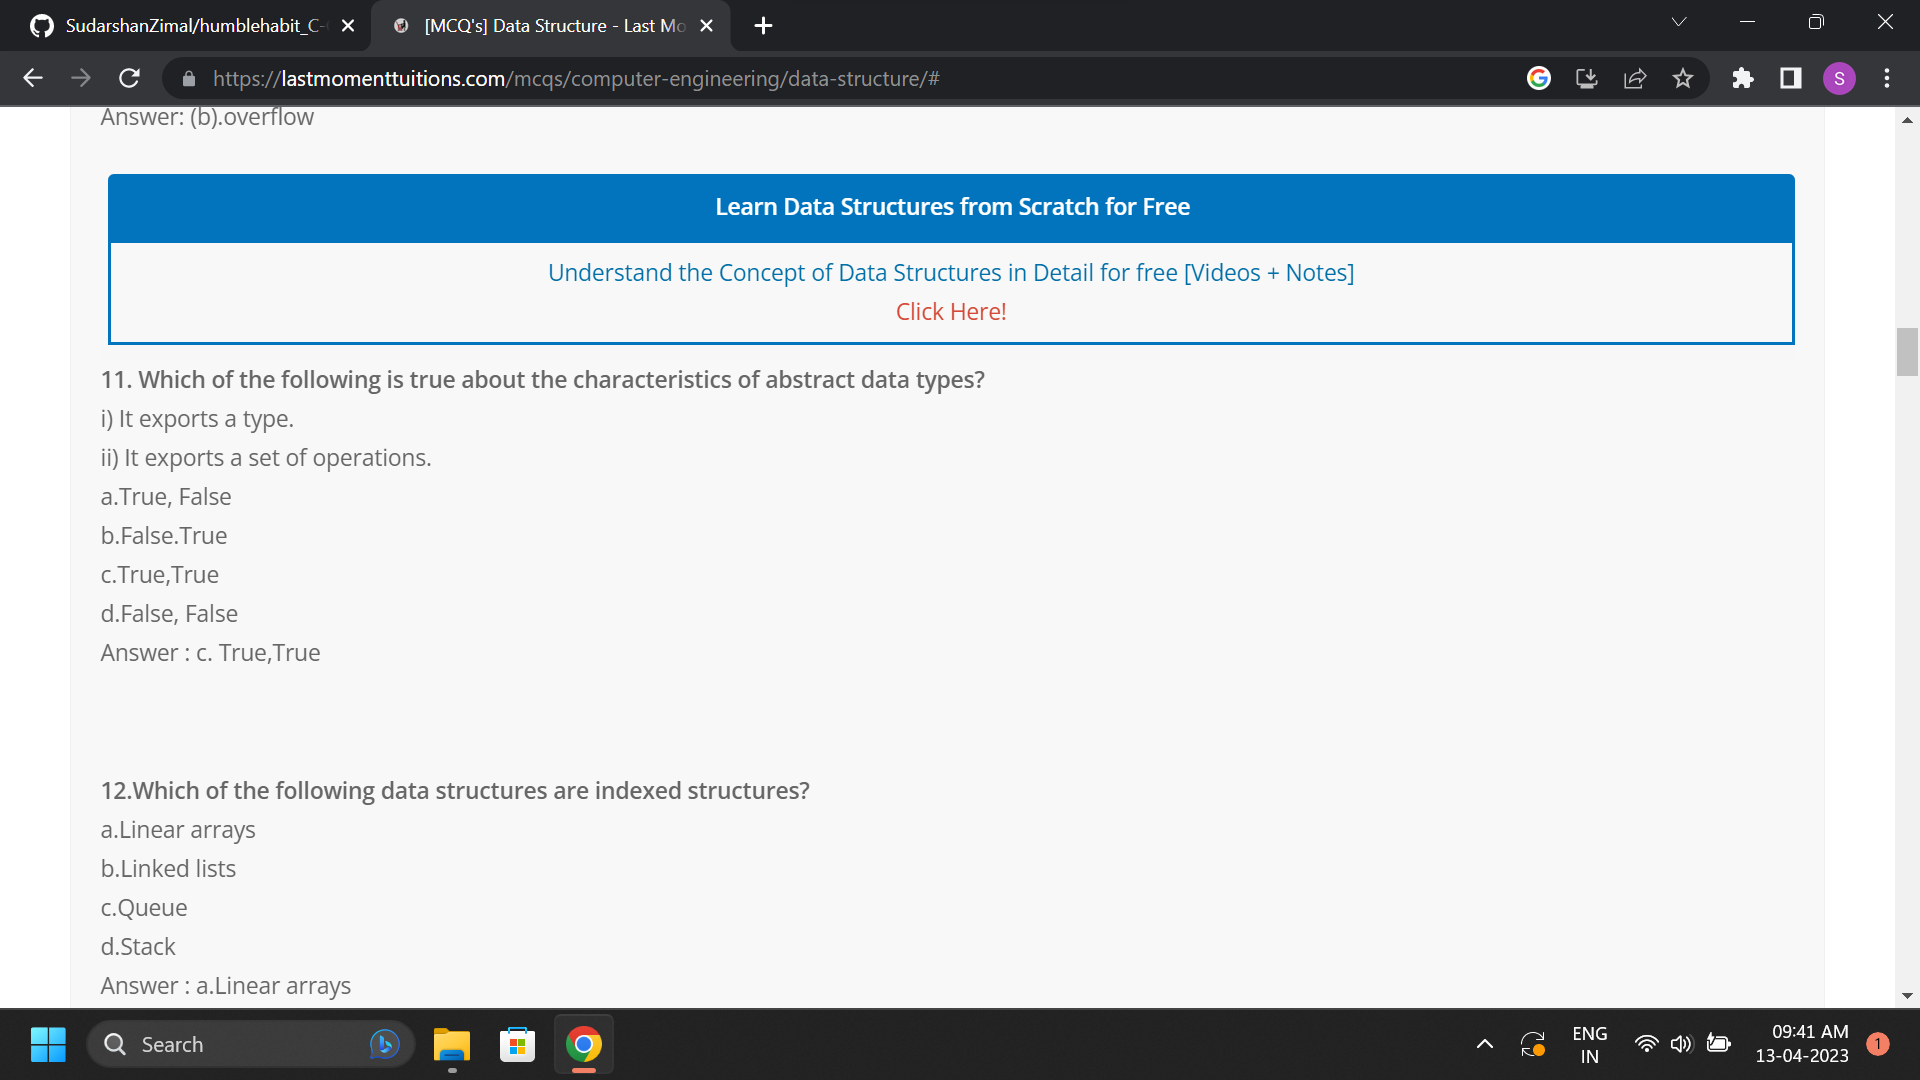 SudarshanZimal/humblehabit_C-
[MCQ's] Data Structure - Last Mo
https://lastmomenttuitions.com/mcqs/computer-engineering/data-structure/#
S
Answer: (b).overflow
Learn Data Structures from Scratch for Free
Understand the Concept of Data Structures in Detail for free [Videos + Notes]
Click Here!
11. Which of the following is true about the characteristics of abstract data types?
i) It exports a type.
ii) It exports a set of operations.
a.True, False
b.False.True
c.True,True
d.False, False
Answer : c. True,True
12.Which of the following data structures are indexed structures?
a.Linear arrays
b.Linked lists
c.Queue
d.Stack
Answer : a.Linear arrays
Search
ENG
IN
09:41 AM
13-04-2023
1